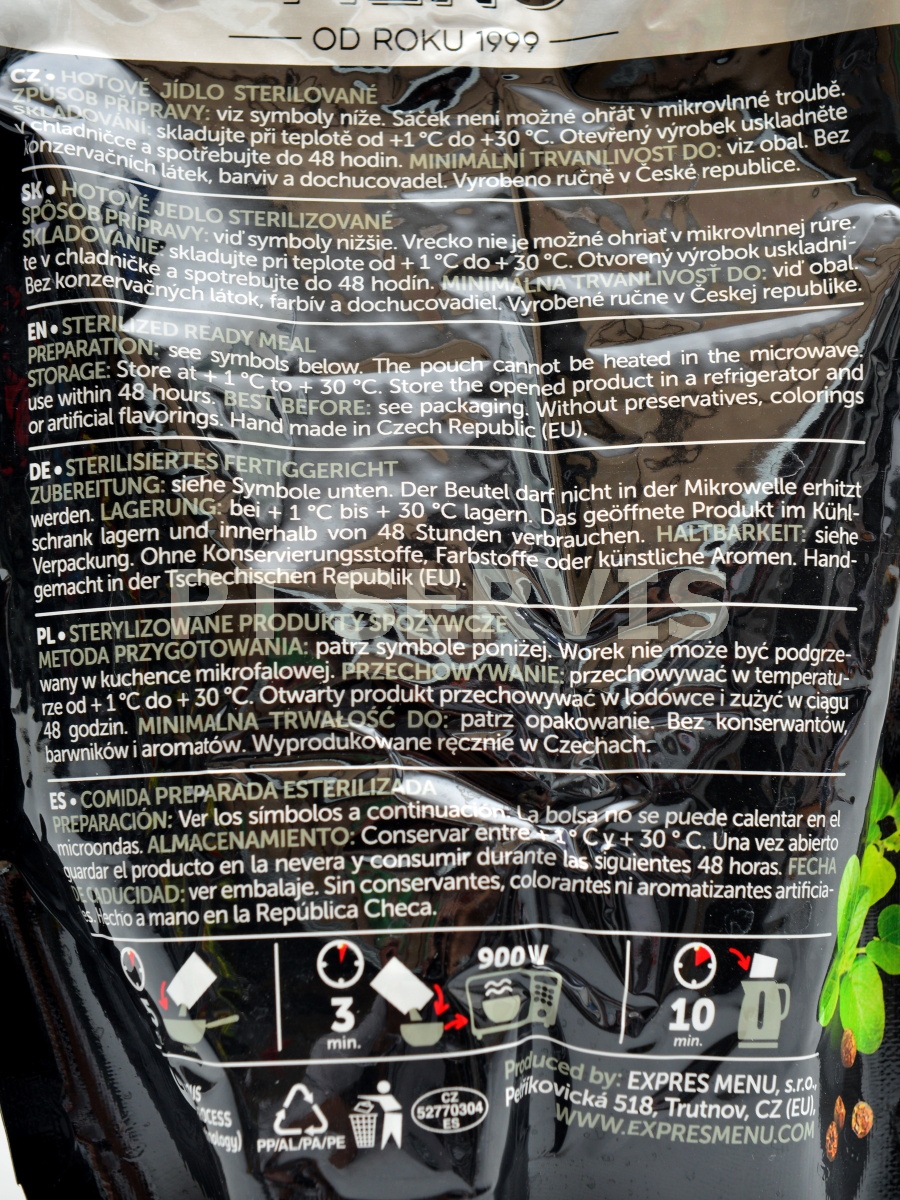 OD ROKU 1999
CZ • HOTOVÉ JÍDLO STERILOVANÉ
ZPŮSOB PŘÍPRAVY: viz symboly níže. Sáček není možné ohřát v mikrovlnné troubě.
SKLADOVÁNÍ: skladujte při teplotě od +1 °C do +30 °C. Otevřený výrobek uskladněte
v chladničce a spotřebujte do 48 hodin. MINIMÁLNÍ TRVANLIVOST DO: viz obal. Bez
konzervačních látek, barviv a dochucovadel. Vyrobeno ručně v České republice.
SK • HOTOVÉ JEDLO STERILIZOVANÉ
SPÔSOB PRÍPRAVY: viď symboly nižšie. Vrecko nie je možné ohriať v mikrovlnnej rúre.
SKLADOVANIE: skladujte pri teplote od + 1 °C do + 30 °C. Otvorený výrobok uskladni-
te v chladničke a spotrebujte do 48 hodín. MINIMÁLNA TRVANLIVOSŤ DO: viď obal.
Bez konzervačných látok, farbív a dochucovadiel. Vyrobené ručne v Českej republike.
EN • STERILIZED READY MEAL
PREPARATION: see symbols below. The pouch cannot be heated in the microwave.
STORAGE: Store at + 1 °C to + 30 °C. Store the opened product in a refrigerator and
use within 48 hours. BEST BEFORE: see packaging. Without preservatives, colorings
or artificial flavorings. Hand made in Czech Republic (EU).
DE • STERILISIERTES FERTIGGERICHT
ZUBEREITUNG: siehe Symbole unten. Der Beutel darf nicht in der Mikrowelle erhitzt
werden. LAGERUNG: bei + 1 °C bis + 30 °C lagern. Das geöffnete Produkt im Kühl-
schrank lagern und innerhalb von 48 Stunden verbrauchen. HALTBARKEIT: siehe
Verpackung. Ohne Konservierungsstoffe, Farbstoffe oder künstliche Aromen. Hand-
gemacht in der Tschechischen Republik (EU).
PT SERVIS
PL • STERYLIZOWANE PRODUKTY SPOŻYWCZE
METODA PRZYGOTOWANIA: patrz symbole poniżej. Worek nie może być podgrze-
wany w kuchence mikrofalowej. PRZECHOWYWANIE: przechowywać w temperatu-
rze od + 1 °C do + 30 °C. Otwarty produkt przechowywać w lodówce i zużyć w ciągu
48 godzin. MINIMALNA TRWAŁOŚĆ DO: patrz opakowanie. Bez konserwantów,
barwników i aromatów. Wyprodukowane ręcznie w Czechach.
ES • COMIDA PREPARADA ESTERILIZADA
PREPARACIÓN: Ver los símbolos a continuación. La bolsa no se puede calentar en el
microondas. ALMACENAMIENTO: Conservar entre + 1 ° C y + 30 ° C. Una vez abierto
guardar el producto en la nevera y consumir durante las siguientes 48 horas. FECHA
DE CADUCIDAD: ver embalaje. Sin conservantes, colorantes ni aromatizantes artificia-
es. Hecho a mano en la República Checa.
900 W
3
min.
10
min.
Produced by: EXPRES MENU, s.r.o.,
Petříkovická 518, Trutnov, CZ (EU),
WWW.EXPRESMENU.COM
PP/AL/PA/PE
CZ
52770304
ES